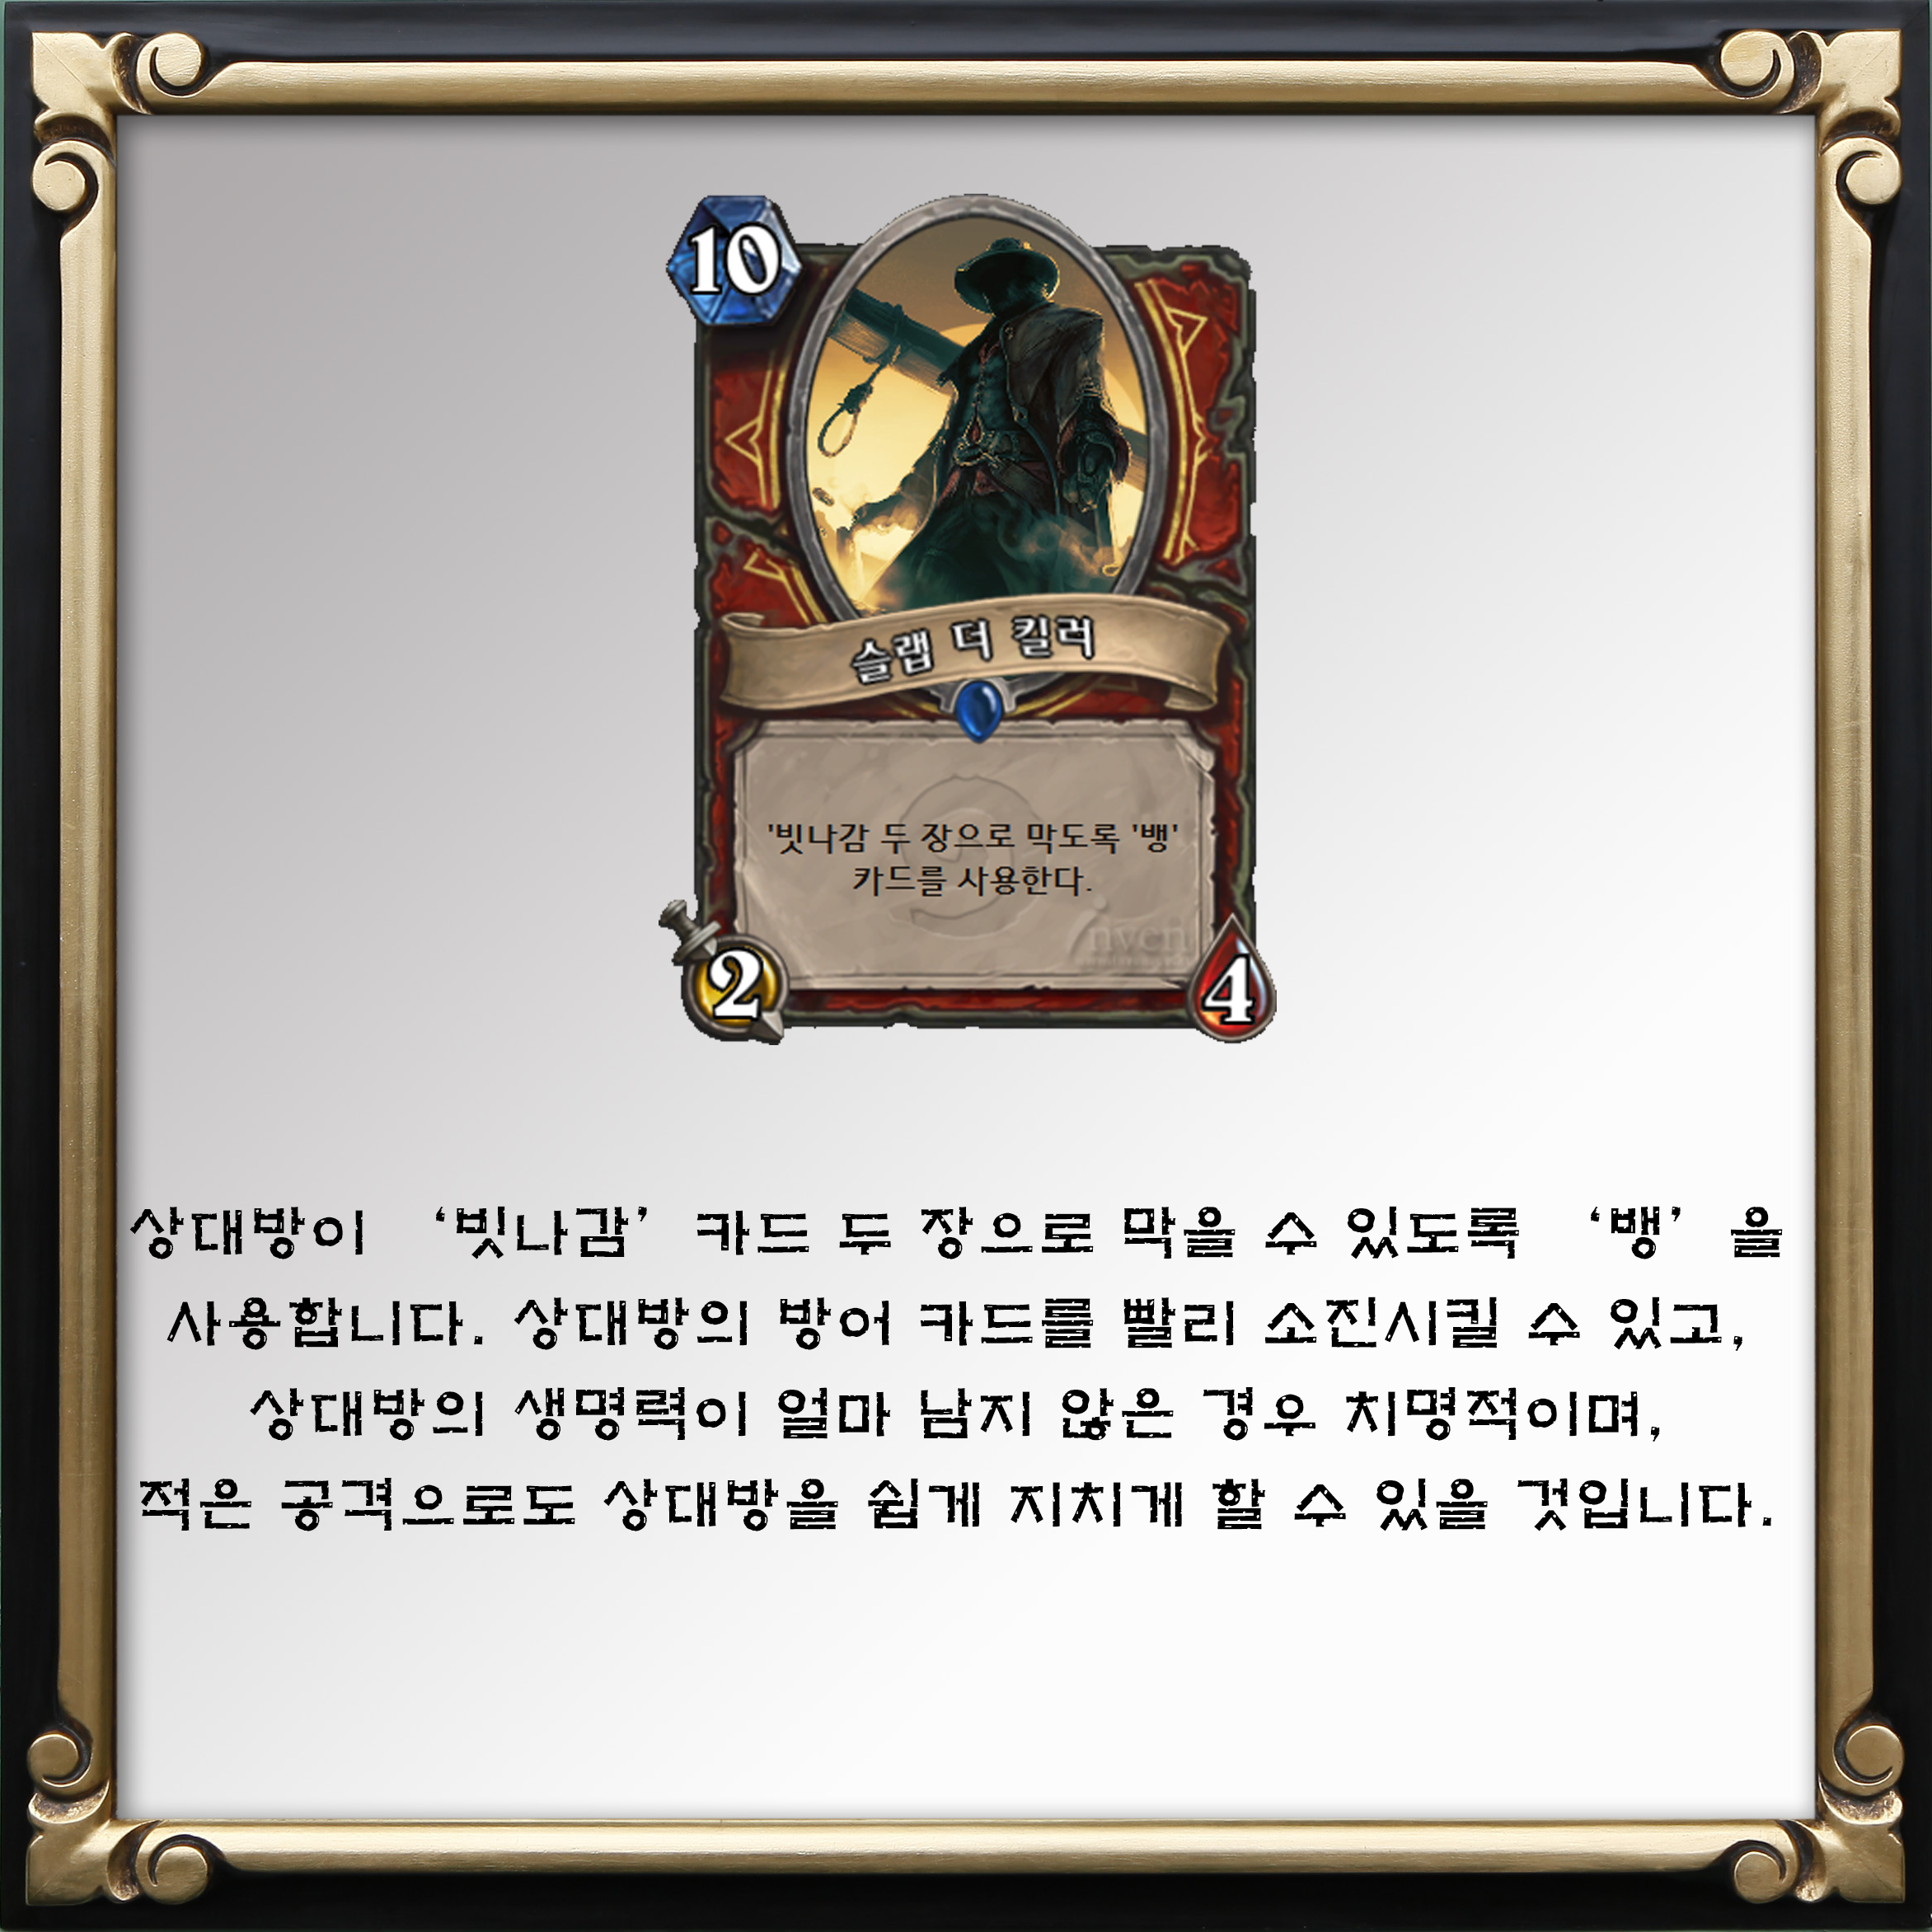 10
슬랩 더 킬러
'빗나감 두 장으로 막도록 '뱅'
카드를 사용한다.
inven
2
4
상대방이 ‘빗나감’ 카드 두 장으로 막을 수 있도록 ‘뱅’ 을
사용합니다. 상대방의 방어 카드를 빨리 소진시킬 수 있고,
상대방의 생명력이 얼마 남지 않은 경우 치명적이며,
적은 공격으로도 상대방을 쉽게 지치게 할 수 있을 것입니다.